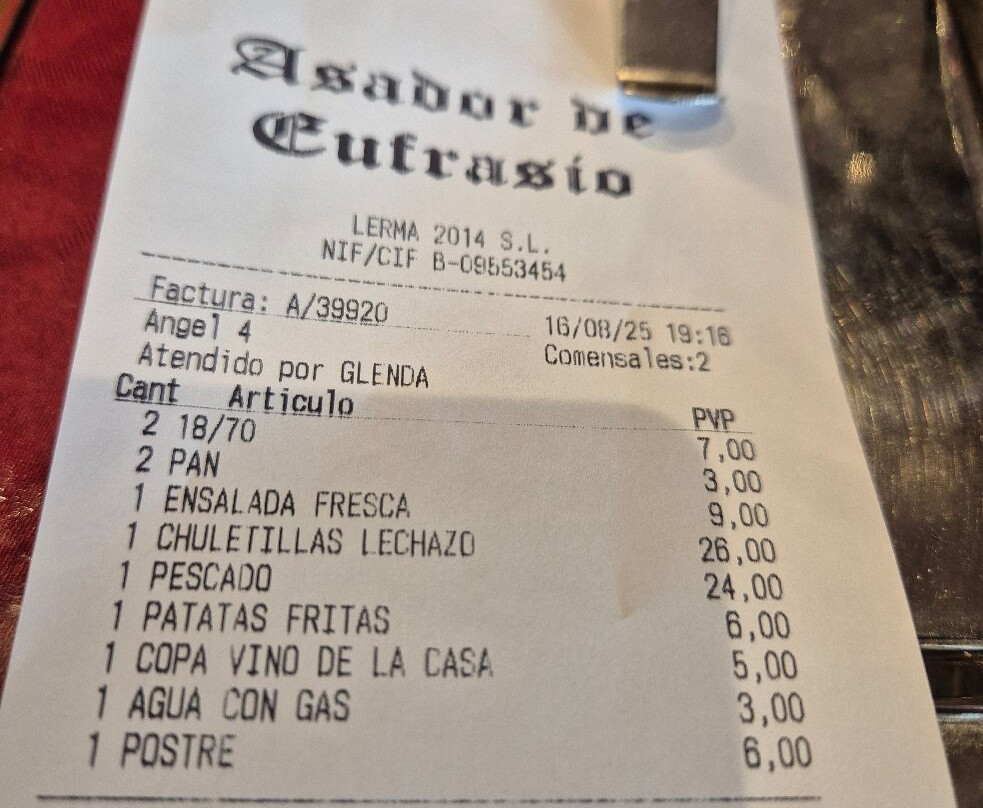 Asador de
Eufrasio
LERMA 2014 S.L.
NIF/CIF B-09553454
Factura: A/39920
16/08/25 19:16
Angel 4
Comensales:2
Atendido por GLENDA
Cant Articulo PVP
2 18/70 7,00
2 PAN 3,00
1 ENSALADA FRESCA 9,00
1 CHULETILLAS LECHAZO 26,00
1 PESCADO 24,00
1 PATATAS FRITAS 6,00
1 COPA VINO DE LA CASA 5,00
1 AGUA CON GAS 3,00
1 POSTRE 6,00